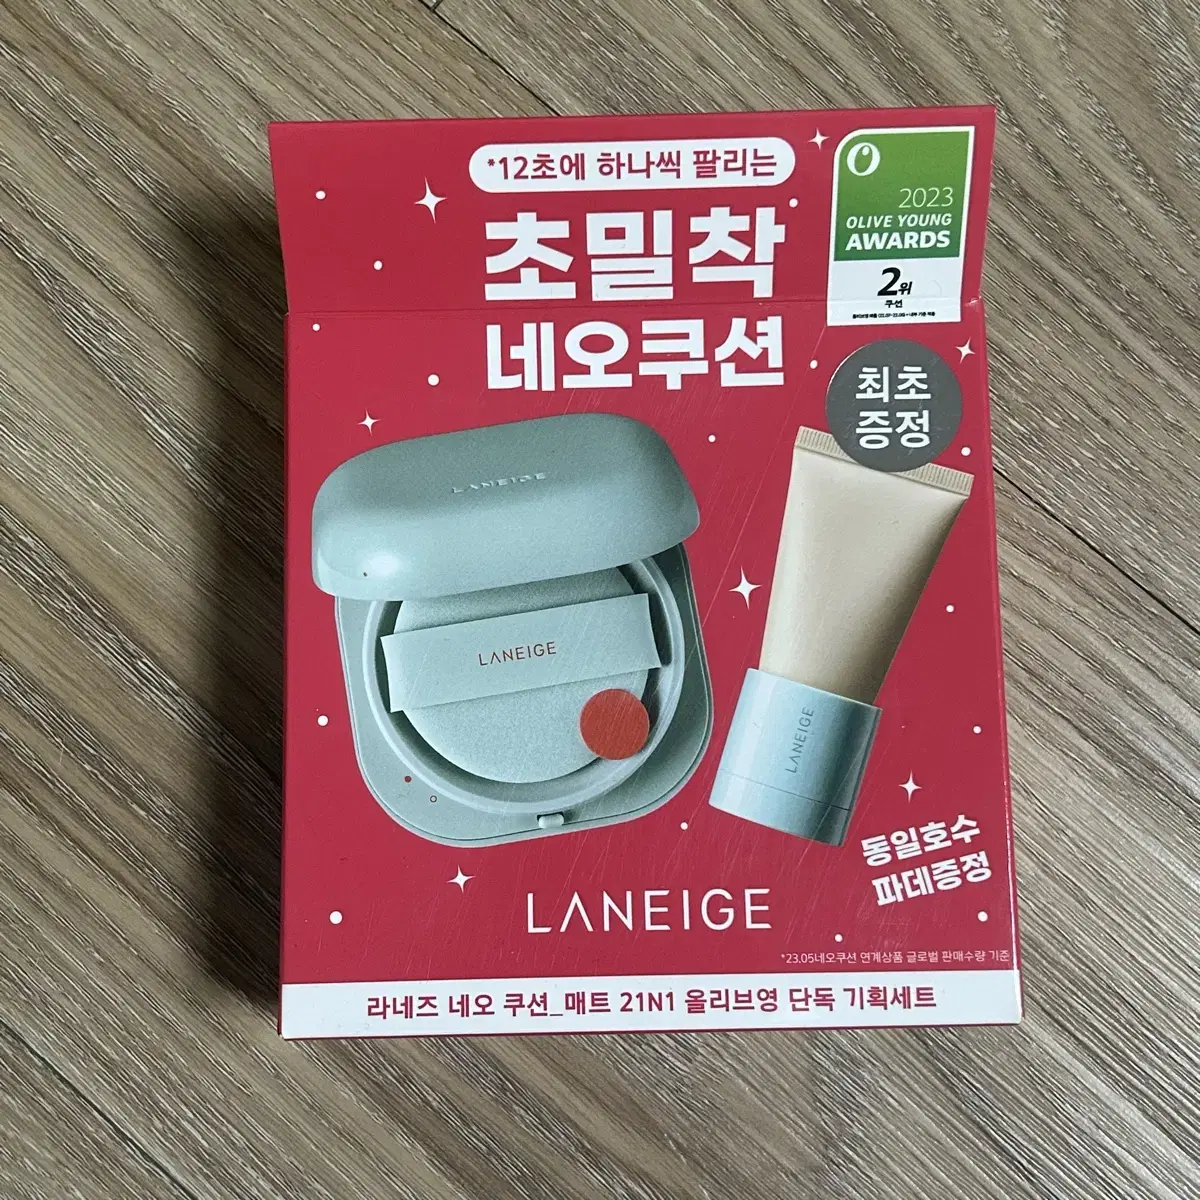 *12초에 하나씩 팔리는
초밀착
네오쿠션
2023
OLIVE YOUNG
AWARDS
2위
쿠션
최초
증정
LANEIGE
LANEIGE
LANEIGE
동일호수
파데증정
LANEIGE
*23.05네오쿠션 연계상품 글로벌 판매수량 기준
라네즈 네오 쿠션_매트 21N1 올리브영 단독 기획세트